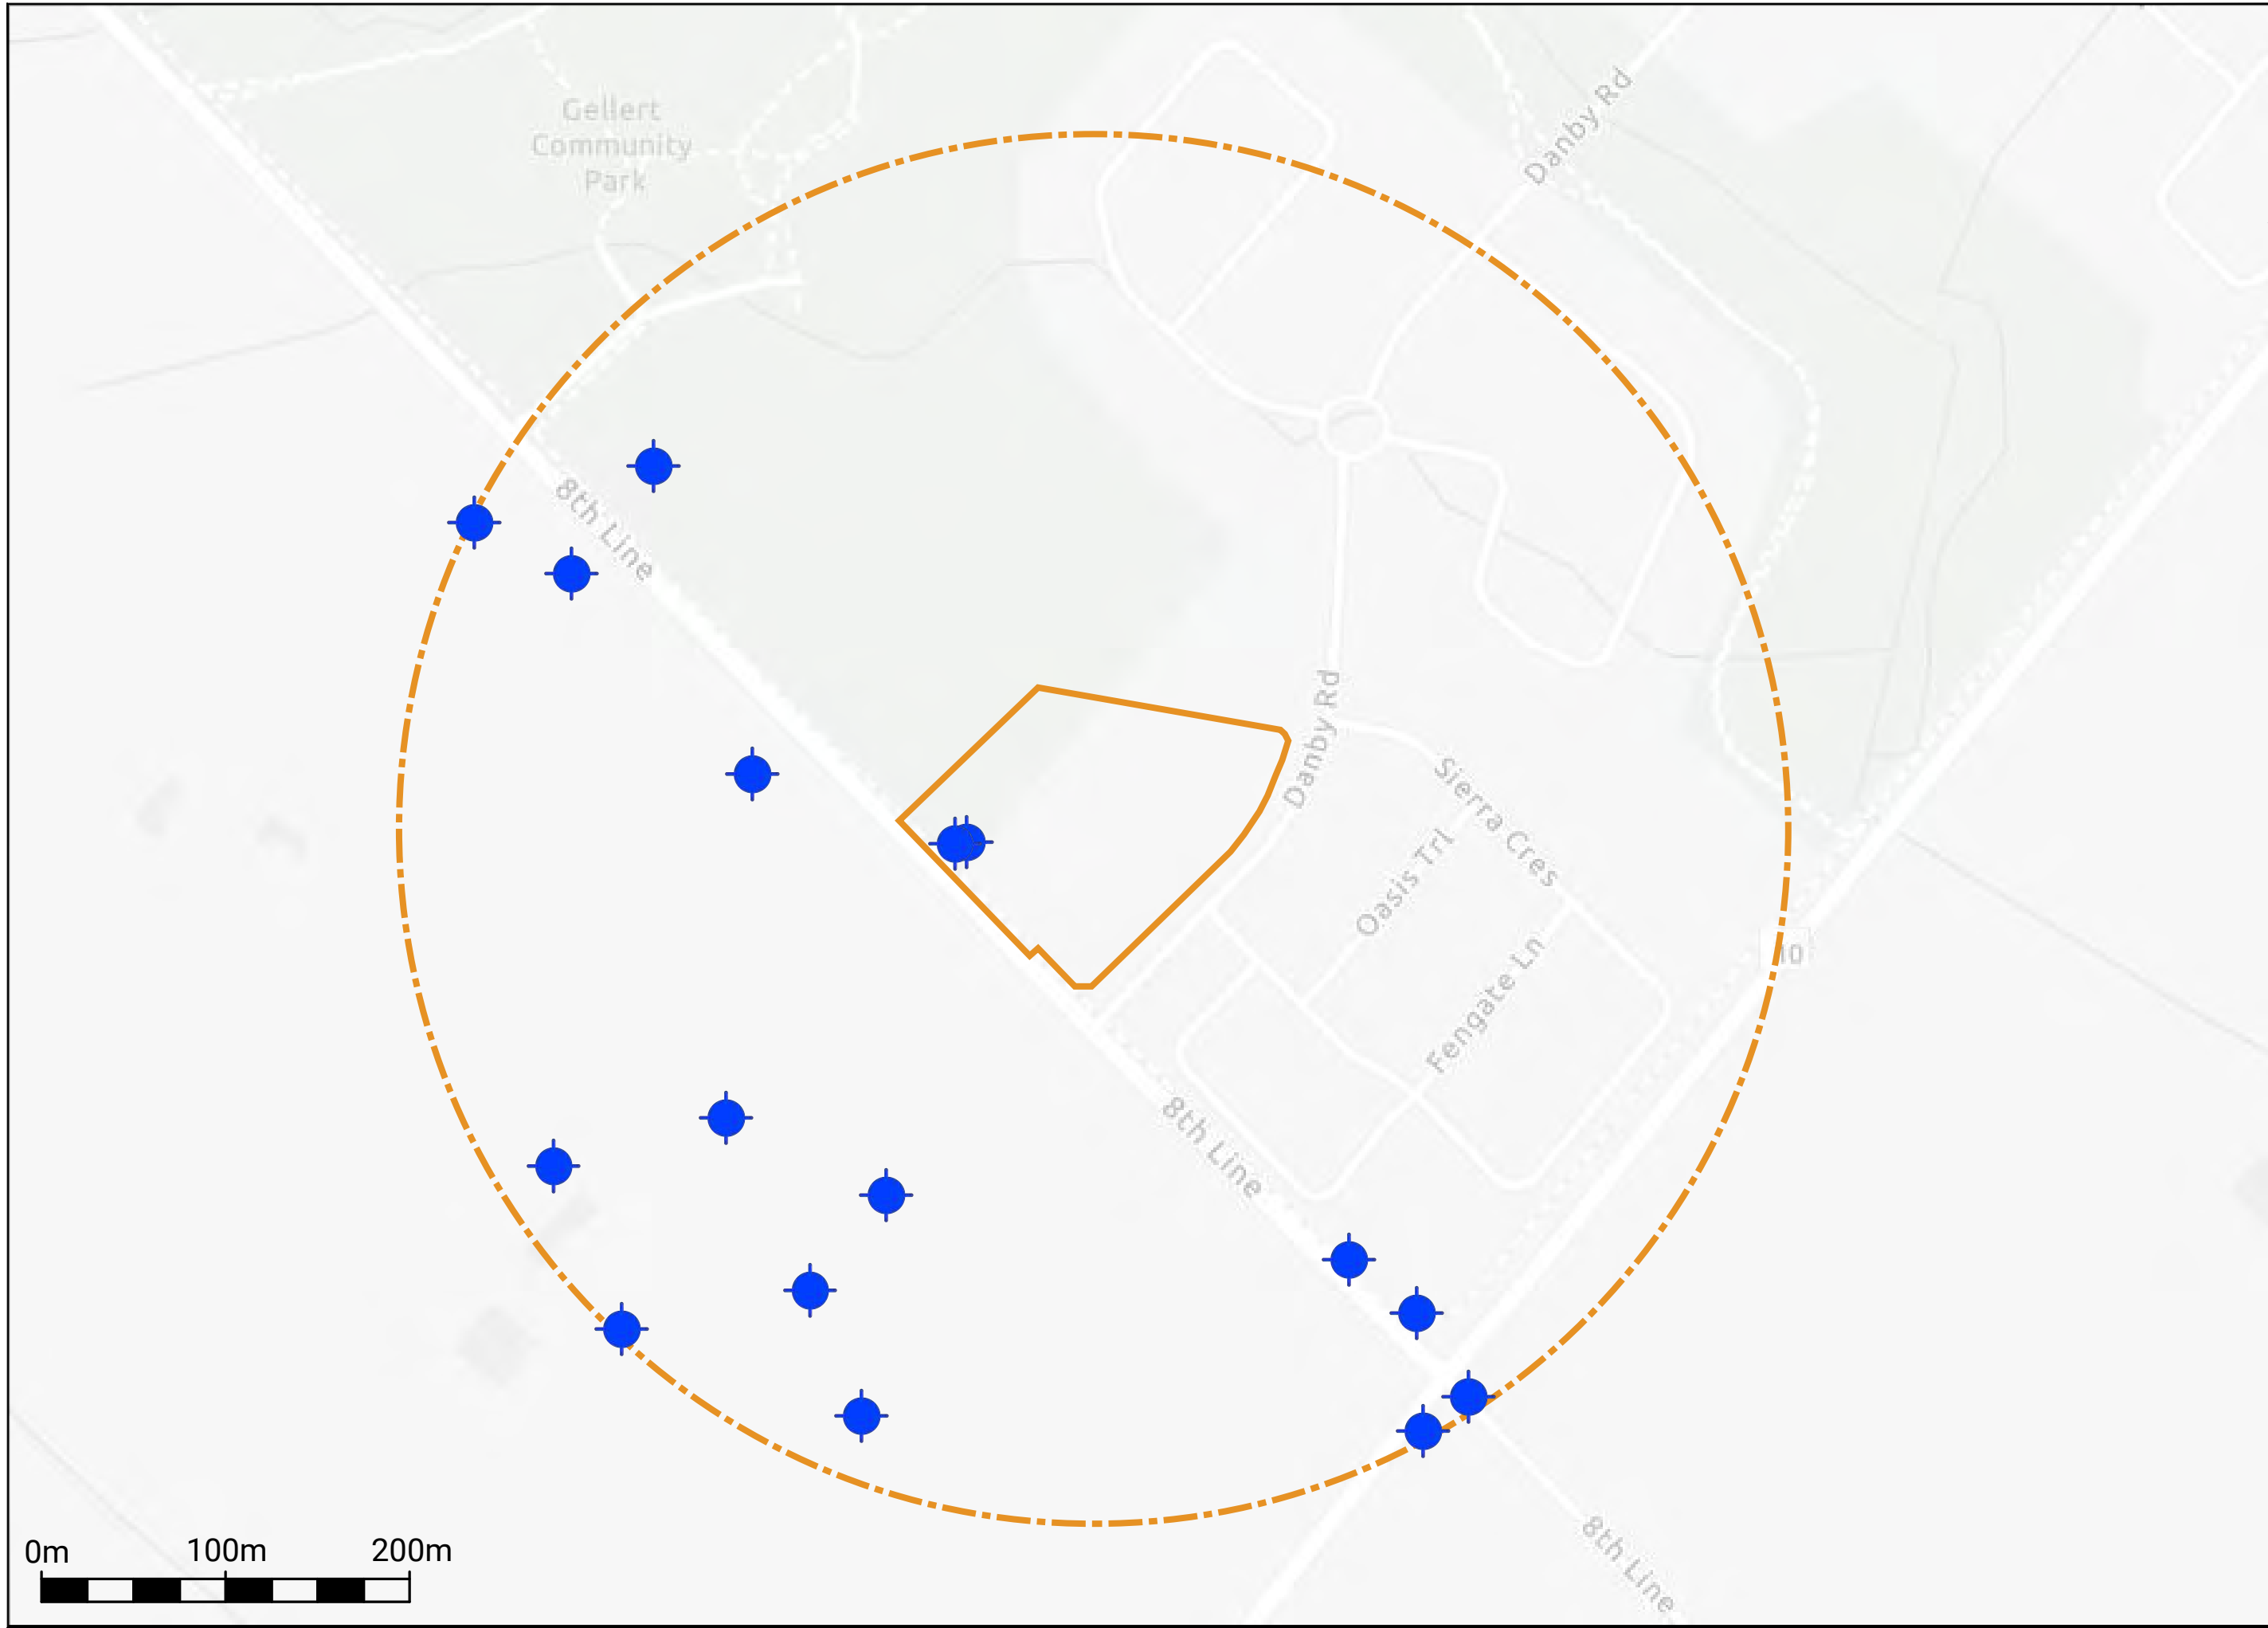 Gellert
Community
Park
Danby Rd
8th Line
Danby Rd
Sierra Cres
Oasis Trl
Fengate Ln
10
8th Line
8th Line
0m 100m 200m